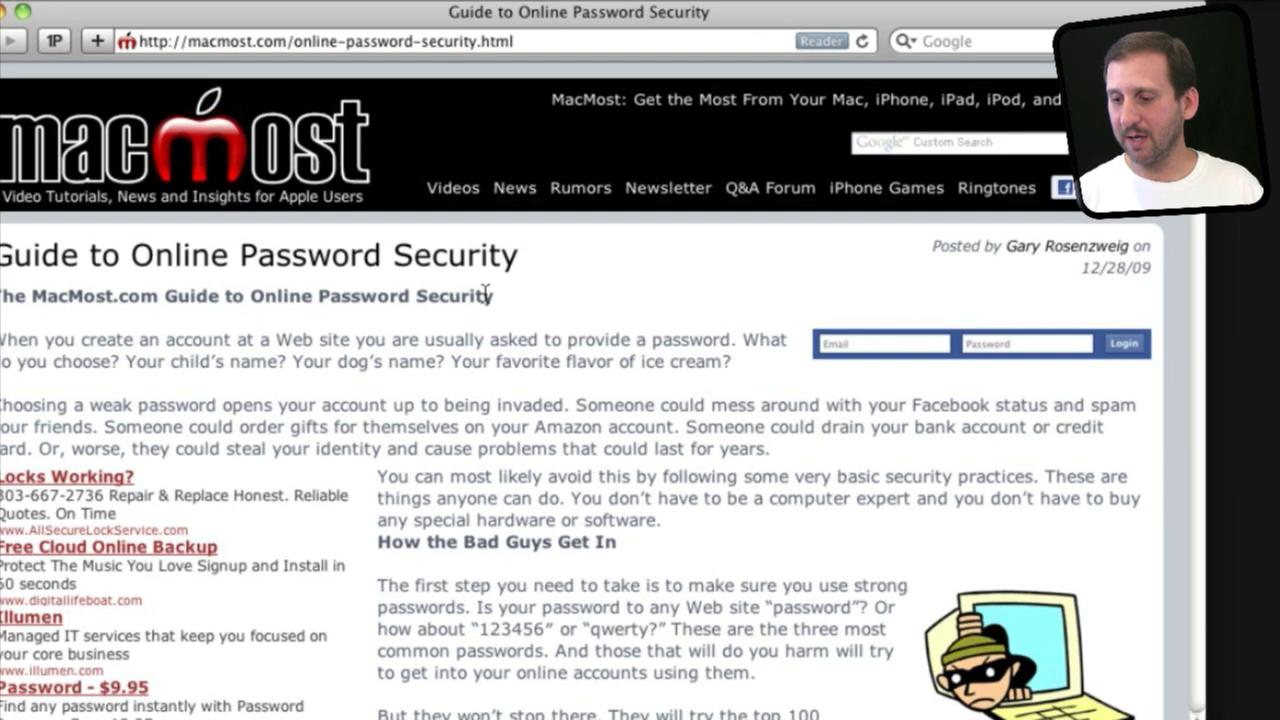 Guide to Online Password Security
1P + http://macmost.com/online-password-security.html Reader Google
MacMost: Get the Most From Your Mac, iPhone, iPad, iPod, and
mac most
Google Custom Search
Video Tutorials, News and Insights for Apple Users
Videos News Rumors Newsletter Q&A Forum iPhone Games Ringtones f
Guide to Online Password Security
Posted by Gary Rosenzweig on
12/28/09
he MacMost.com Guide to Online Password Security
When you create an account at a Web site you are usually asked to provide a password. What
o you choose? Your child's name? Your dog's name? Your favorite flavor of ice cream?
Email Password Login
hoosing a weak password opens your account up to being invaded. Someone could mess around with your Facebook status and spam
our friends. Someone could order gifts for themselves on your Amazon account. Someone could drain your bank account or credit
ard. Or, worse, they could steal your identity and cause problems that could last for years.
Locks Working?
303-667-2736 Repair & Replace Honest. Reliable
Quotes. On Time
www.AllSecureLockService.com
Free Cloud Online Backup
Protect The Music You Love Signup and Install in
60 seconds
www.digitallifeboat.com
Illumen
Managed IT services that keep you focused on
your core business
www.illumen.com
Password - $9.95
Find any password instantly with Password
You can most likely avoid this by following some very basic security practices. These are
things anyone can do. You don't have to be a computer expert and you don't have to buy
any special hardware or software.
How the Bad Guys Get In
The first step you need to take is to make sure you use strong
passwords. Is your password to any Web site “password”? Or
how about “123456” or “qwerty?” These are the three most
common passwords. And those that will do you harm will try
to get into your online accounts using them.
But they won't stop there. They will try the top 100